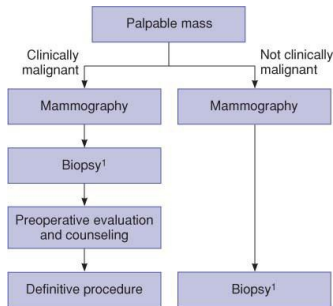 Palpable mass
Clinically
malignant
Not clinically
malignant
Mammography
Mammography
Biopsy¹
Preoperative evaluation
and counseling
Definitive procedure
Biopsy¹